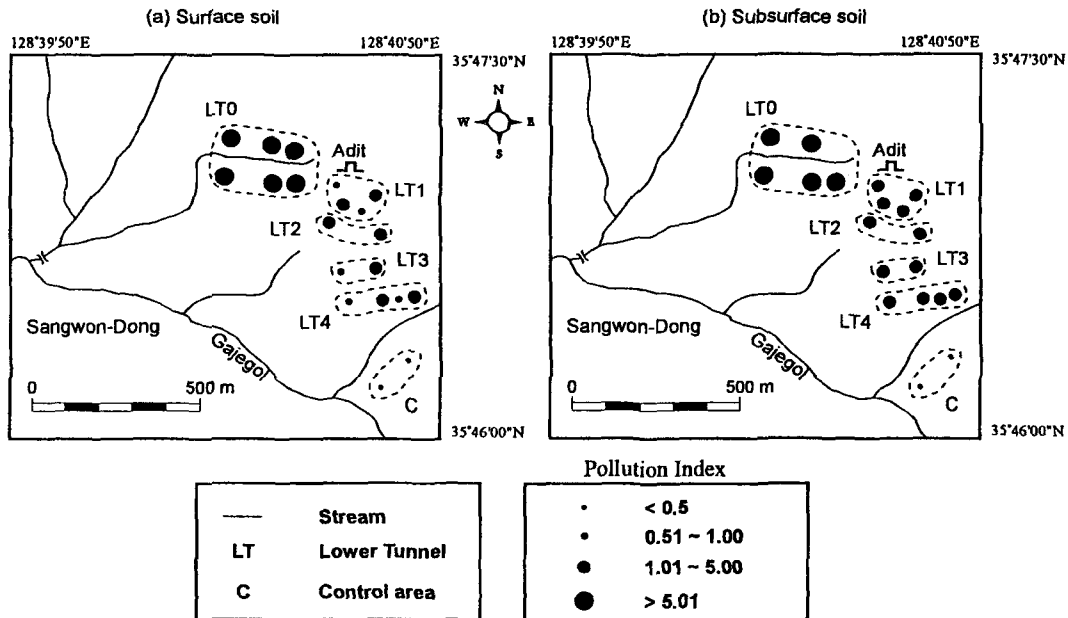 (a) Surface soil
128°39'50"E
128°40'50"E
35°47'30"N
LT0
Adit
LT1
LT2
LT3
LT4
Sangwon-Dong
Gajegol
0
500 m
C
35°46'00"N
N
W
E
S
(b) Subsurface soil
128°39'50"E
128°40'50"E
35°47'30"N
LT0
Adit
LT1
LT2
LT3
LT4
Sangwon-Dong
Gajegol
0
500 m
C
35°46'00"N
Stream
LT Lower Tunnel
C Control area
Pollution Index
< 0.5
0.51 ~ 1.00
1.01 ~ 5.00
> 5.01